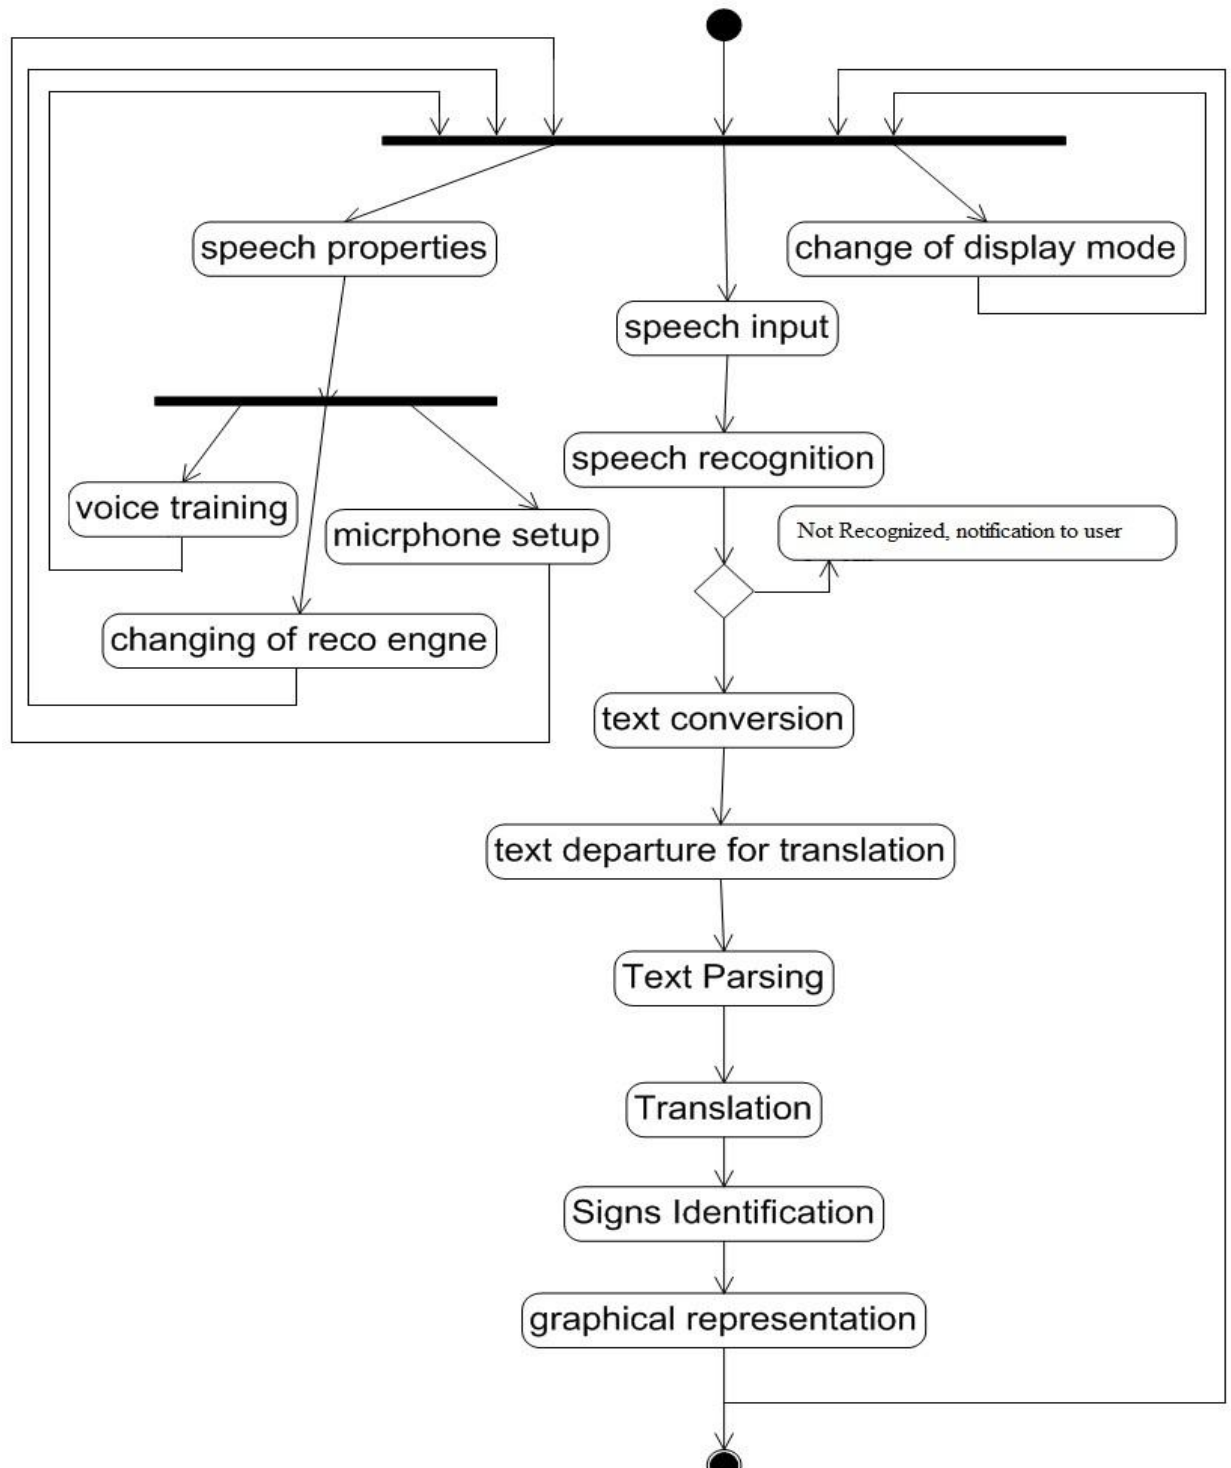 speech properties
change of display mode
speech input
speech recognition
voice training
micrphone setup
Not Recognized, notification to user
changing of reco engne
text conversion
text departure for translation
Text Parsing
Translation
Signs Identification
graphical representation